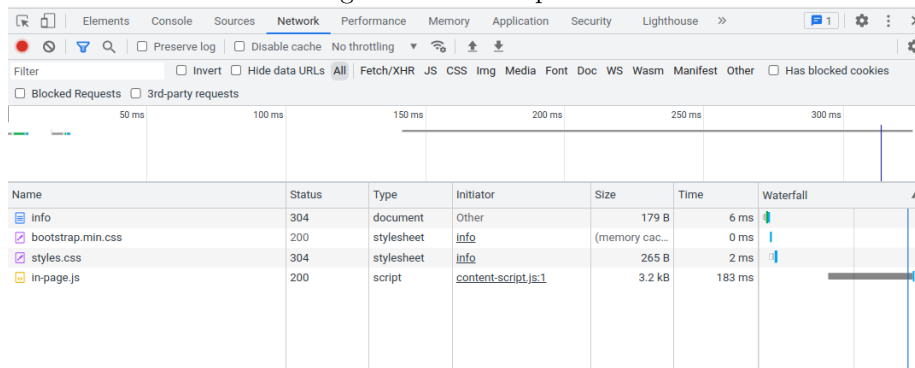 Elements Console Sources Network Performance Memory Application Security Lighthouse » 1
Preserve log Disable cache No throttling
Filter Invert Hide data URLs All Fetch/XHR JS CSS Img Media Font Doc WS Wasm Manifest Other Has blocked cookies
Blocked Requests 3rd-party requests
50 ms 100 ms 150 ms 200 ms 250 ms 300 ms
Name Status Type Initiator Size Time Waterfall
info 304 document Other 179 B 6 ms
bootstrap.min.css 200 stylesheet info (memory cac... 0 ms
styles.css 304 stylesheet info 265 B 2 ms
in-page.js 200 script content-script.js:1 3.2 kB 183 ms